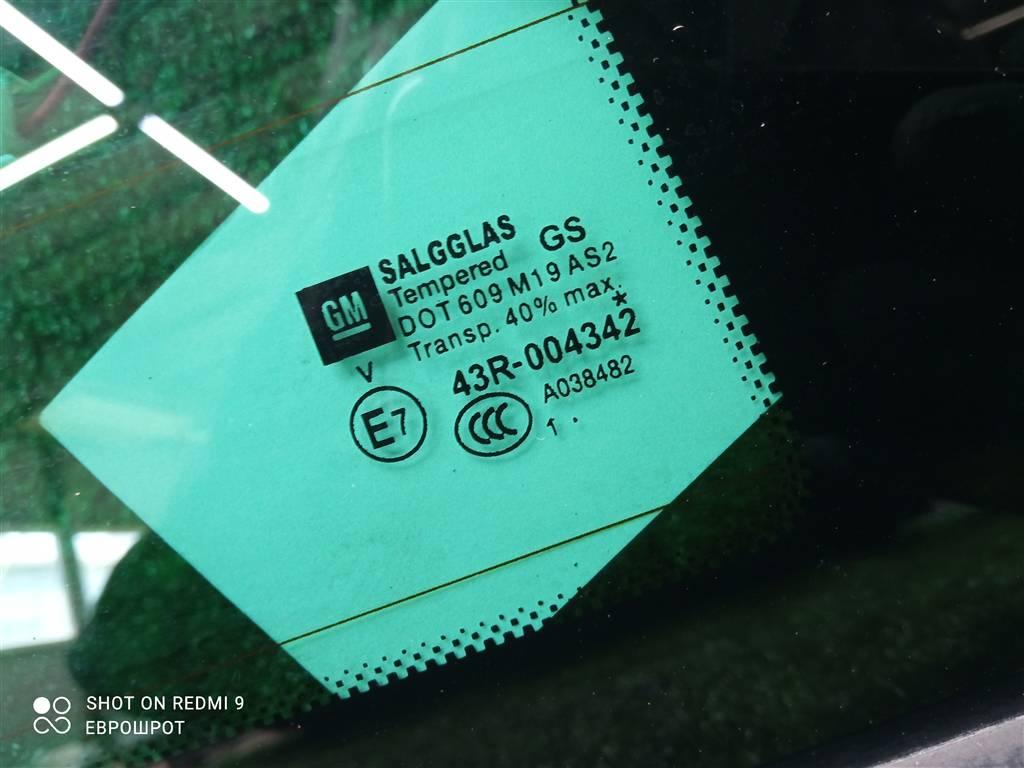 GM
SALGGLAS
Tempered GS
DOT 609 M19 AS2
Transp. 40% max.
*
43R-004342
V
E7
CCC
A038482
↑ .
SHOT ON REDMI 9
ЕВРОШРОТ